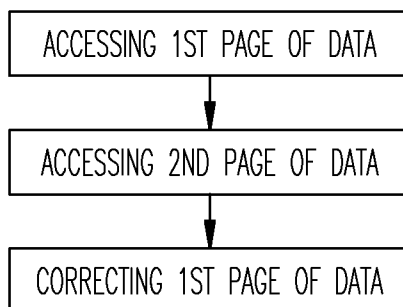 ACCESSING 1ST PAGE OF DATA
ACCESSING 2ND PAGE OF DATA
CORRECTING 1ST PAGE OF DATA